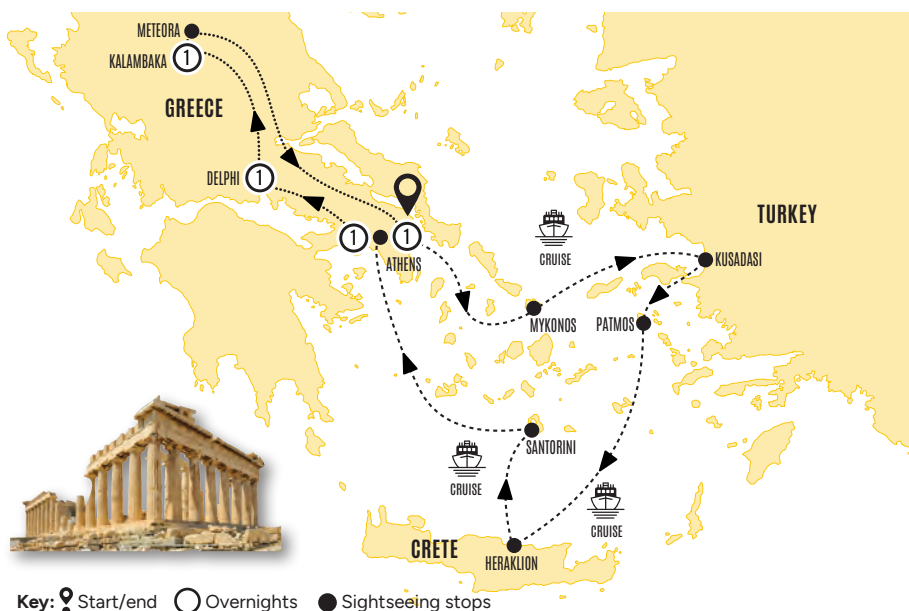 METEORA
KALAMBAKA
1
GREECE
DELPHI
1
1
1
ATHENS
TURKEY
CRUISE
KUSADASI
MYKONOS
PATMOS
SANTORINI
CRUISE
CRUISE
CRETE
HERAKLION
Key: Start/end Overnights Sightseeing stops